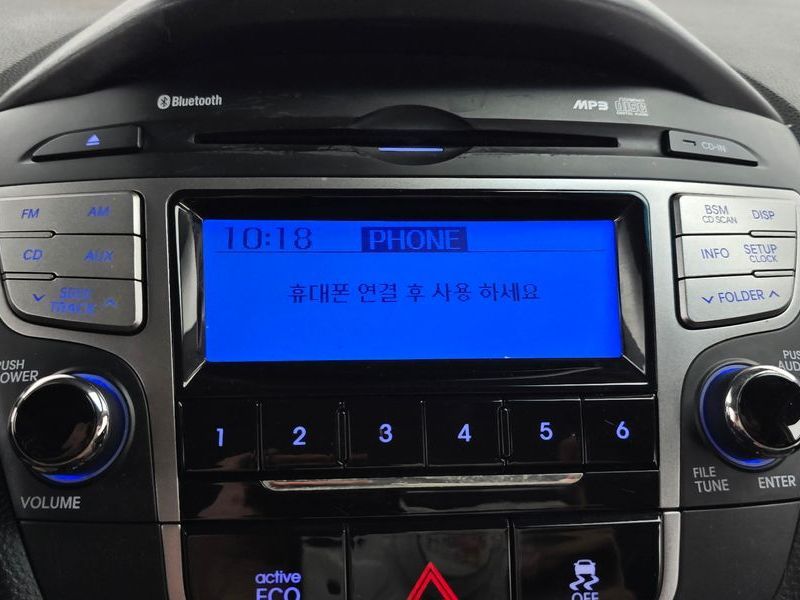 Bluetooth
MP3 disc
CD-IN
FM AM
CD AUX
TRACK
BSM CD SCAN DISP
INFO SETUP CLOCK
FOLDER
10:18 PHONE
휴대폰 연결 후 사용 하세요
1 2 3 4 5 6
VOLUME
FILE TUNE
ENTER
active ECO
OFF